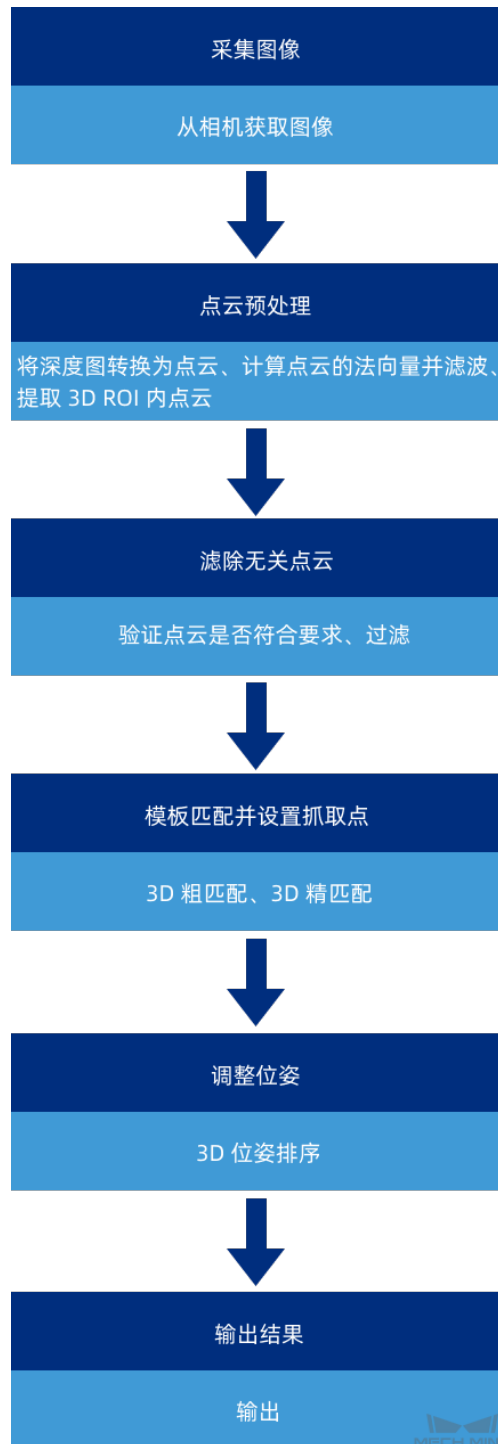 采集图像
从相机获取图像
点云预处理
将深度图转换为点云、计算点云的法向量并滤波、
提取 3D ROI 内点云
滤除无关点云
验证点云是否符合要求、过滤
模板匹配并设置抓取点
3D 粗匹配、3D 精匹配
调整位姿
3D 位姿排序
输出结果
输出